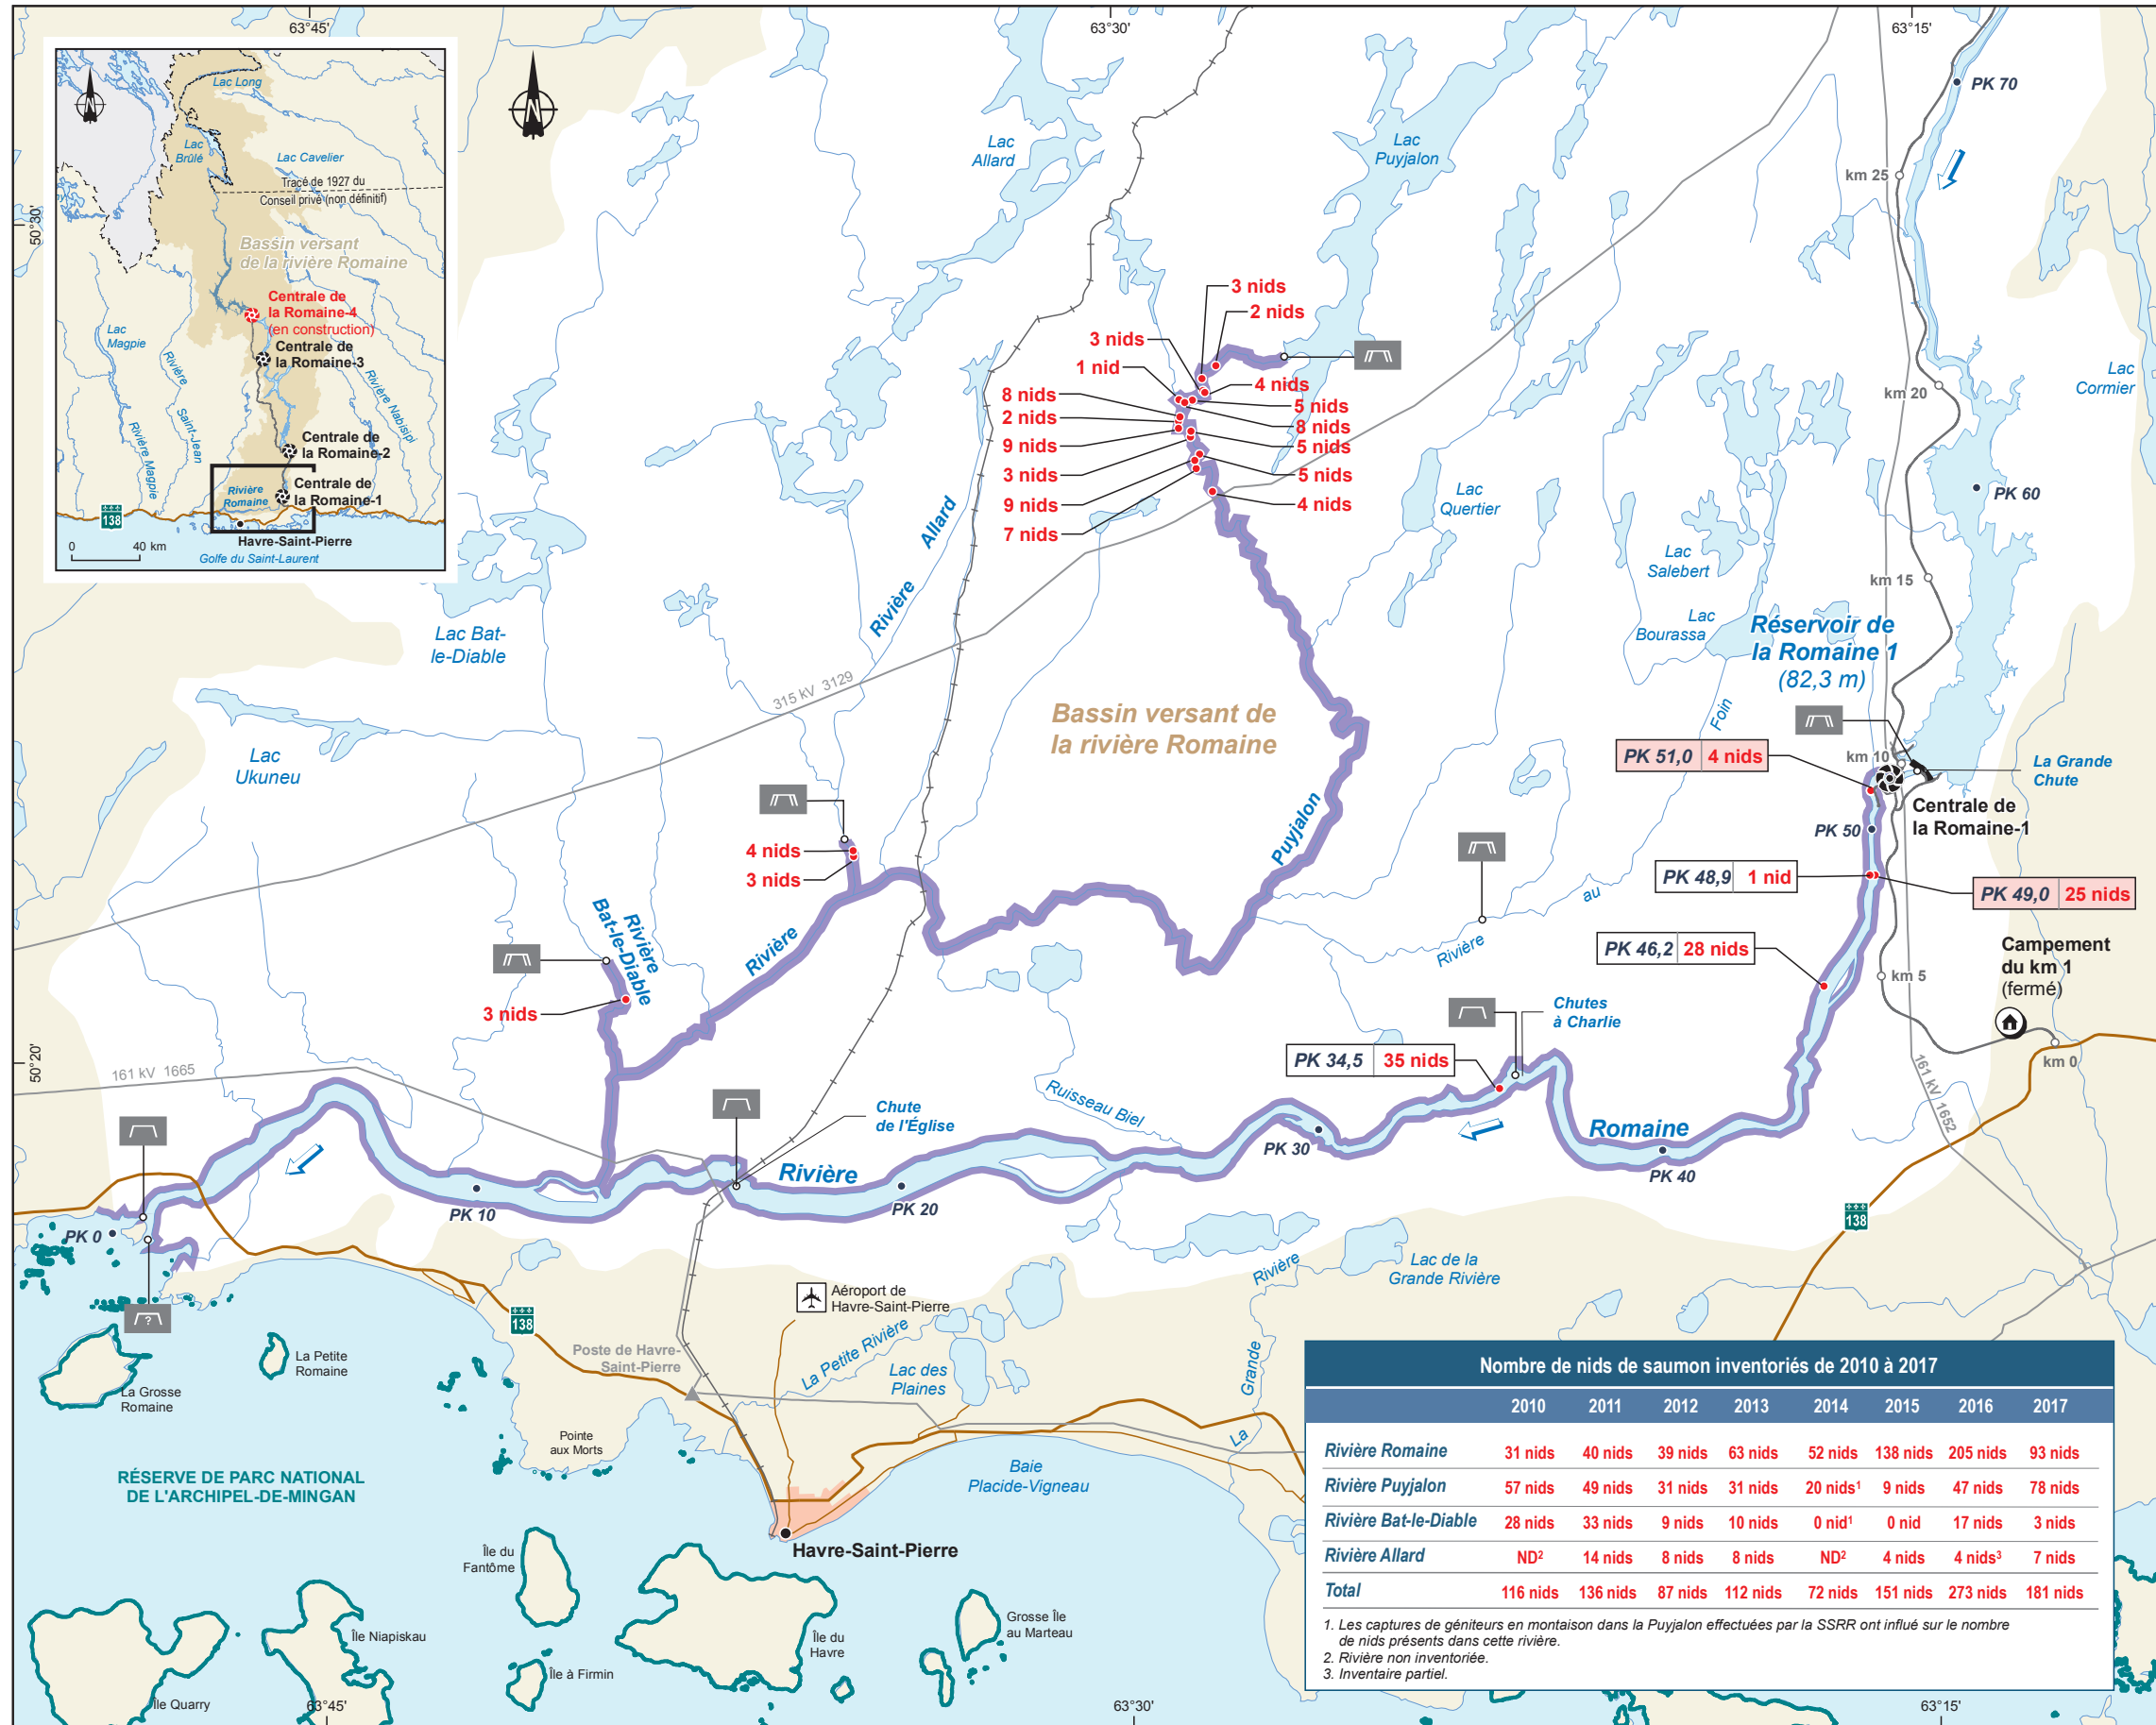 63°45'
63°30'
63°15'
50°30'
50°20'
Lac Long
Lac
Brûlé
Lac Cavelier
Tracé de 1927 du
Conseil privé (non définitif)
Bassin versant
de la rivière Romaine
Centrale de
la Romaine-4
(en construction)
Centrale de
la Romaine-3
Lac
Magpie
Rivière
Saint-Jean
Rivière Magpie
Rivière Nabisipi
Centrale de
la Romaine-2
Centrale de
la Romaine-1
Rivière
Romaine
138
Havre-Saint-Pierre
0 40 km
Golfe du Saint-Laurent
N
N
Lac
Allard
Lac
Puyjalon
PK 70
km 25
3 nids
2 nids
3 nids
1 nid
8 nids
2 nids
9 nids
3 nids
9 nids
7 nids
4 nids
5 nids
8 nids
5 nids
5 nids
4 nids
km 20
Lac
Cormier
PK 60
Lac
Quertier
Lac
Salebert
km 15
Lac
Bourassa
Réservoir de
la Romaine 1
(82,3 m)
Rivière Allard
Lac Bat-
le-Diable
315 kV 3129
Bassin versant de
la rivière Romaine
Lac
Ukuneu
PK 51,0 4 nids
km 10
La Grande
Chute
Centrale de
la Romaine-1
PK 50
PK 48,9 1 nid
PK 49,0 25 nids
PK 46,2 28 nids
Campement
du km 1
(fermé)
km 5
km 0
Rivière au Foin
4 nids
3 nids
Rivière
Bat-le-Diable
3 nids
Rivière Puyjalon
Chutes
à Charlie
PK 34,5 35 nids
161 kV 1665
161 kV 1652
Ruisseau Biel
Chute
de l'Église
Rivière Romaine
PK 0
PK 10
PK 20
PK 30
PK 40
138
138
?
Lac de la
Grande Rivière
La Grande Rivière
Aéroport de
Havre-Saint-Pierre
La Petite Rivière
Lac des
Plaines
Poste de Havre-
Saint-Pierre
La Petite
Romaine
La Grosse
Romaine
Pointe
aux Morts
Baie
Placide-Vigneau
RÉSERVE DE PARC NATIONAL
DE L'ARCHIPEL-DE-MINGAN
Havre-Saint-Pierre
Île du
Fantôme
Île Niapiskau
Île à Firmin
Île du
Havre
Grosse Île
au Marteau
Île Quarry
63°45'
63°30'
63°15'
Nombre de nids de saumon inventoriés de 2010 à 2017
2010 2011 2012 2013 2014 2015 2016 2017
Rivière Romaine 31 nids 40 nids 39 nids 63 nids 52 nids 138 nids 205 nids 93 nids
Rivière Puyjalon 57 nids 49 nids 31 nids 31 nids 20 nids¹ 9 nids 47 nids 78 nids
Rivière Bat-le-Diable 28 nids 33 nids 9 nids 10 nids 0 nid¹ 0 nid 17 nids 3 nids
Rivière Allard ND² 14 nids 8 nids 8 nids ND² 4 nids 4 nids³ 7 nids
Total 116 nids 136 nids 87 nids 112 nids 72 nids 151 nids 273 nids 181 nids
1. Les captures de géniteurs en montaison dans la Puyjalon effectuées par la SSRR ont influé sur le nombre
de nids présents dans cette rivière.
2. Rivière non inventoriée.
3. Inventaire partiel.